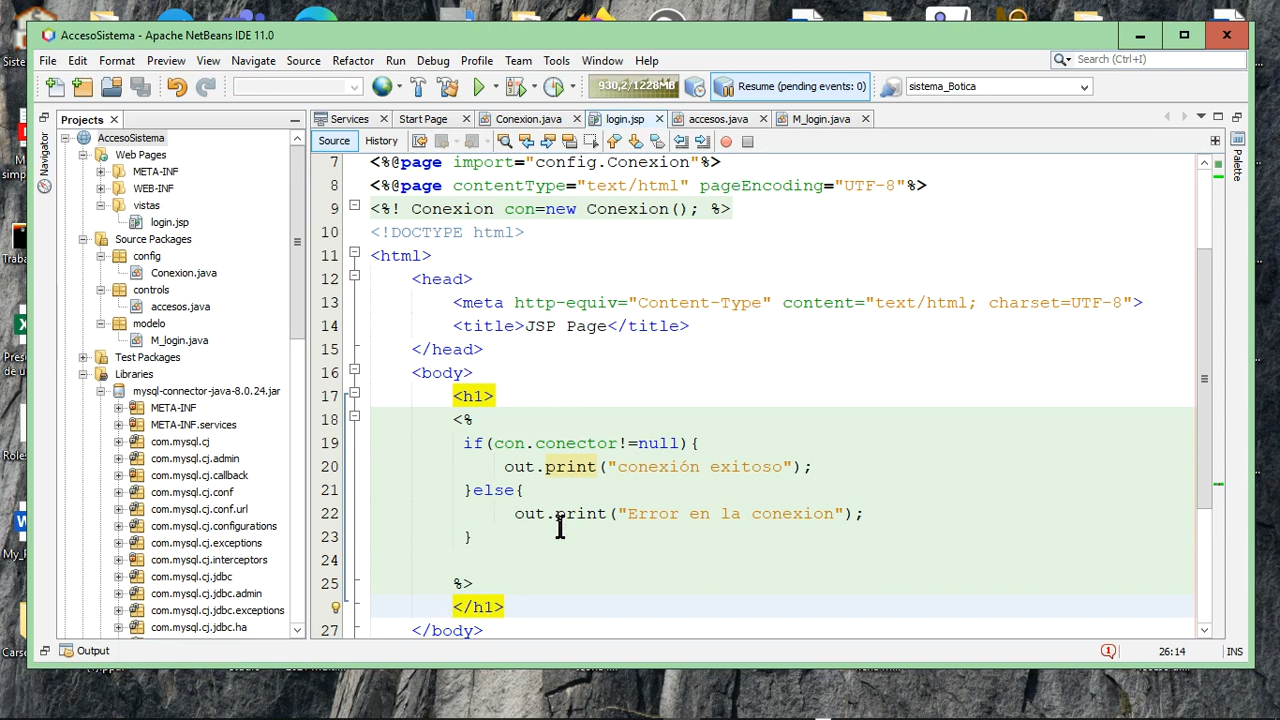 AccesoSistema - Apache NetBeans IDE 11.0
File Edit Format Preview View Navigate Source Refactor Run Debug Profile Team Tools Window Help
Search (Ctrl+I)
930,2/1228MB
Resume (pending events: 0)
sistema_Botica
Projects
Services
Start Page
Conexion.java
login.jsp
accesos.java
M_login.java
Source
History
Navigator
Palette
AccesoSistema
Web Pages
META-INF
WEB-INF
vistas
login.jsp
Source Packages
config
Conexion.java
controls
accesos.java
modelo
M_login.java
Test Packages
Libraries
mysql-connector-java-8.0.24.jar
META-INF
META-INF.services
com.mysql.cj
com.mysql.cj.admin
com.mysql.cj.callback
com.mysql.cj.conf
com.mysql.cj.conf.url
com.mysql.cj.configurations
com.mysql.cj.exceptions
com.mysql.cj.interceptors
com.mysql.cj.jdbc
com.mysql.cj.jdbc.admin
com.mysql.cj.jdbc.exceptions
com.mysql.cj.jdbc.ha
7 <%@page import="config.Conexion"%>
8 <%@page contentType="text/html" pageEncoding="UTF-8"%>
9 <%! Conexion con=new Conexion(); %>
10 <!DOCTYPE html>
11 <html>
12 <head>
13 <meta http-equiv="Content-Type" content="text/html; charset=UTF-8">
14 <title>JSP Page</title>
15 </head>
16 <body>
17 <h1>
18 <%
19 if(con.conector!=null){
20 out.print("conexión exitoso");
21 }else{
22 out.print("Error en la conexion");
23 }
24
25 %>
26 </h1>
27 </body>
Output
26:14
INS